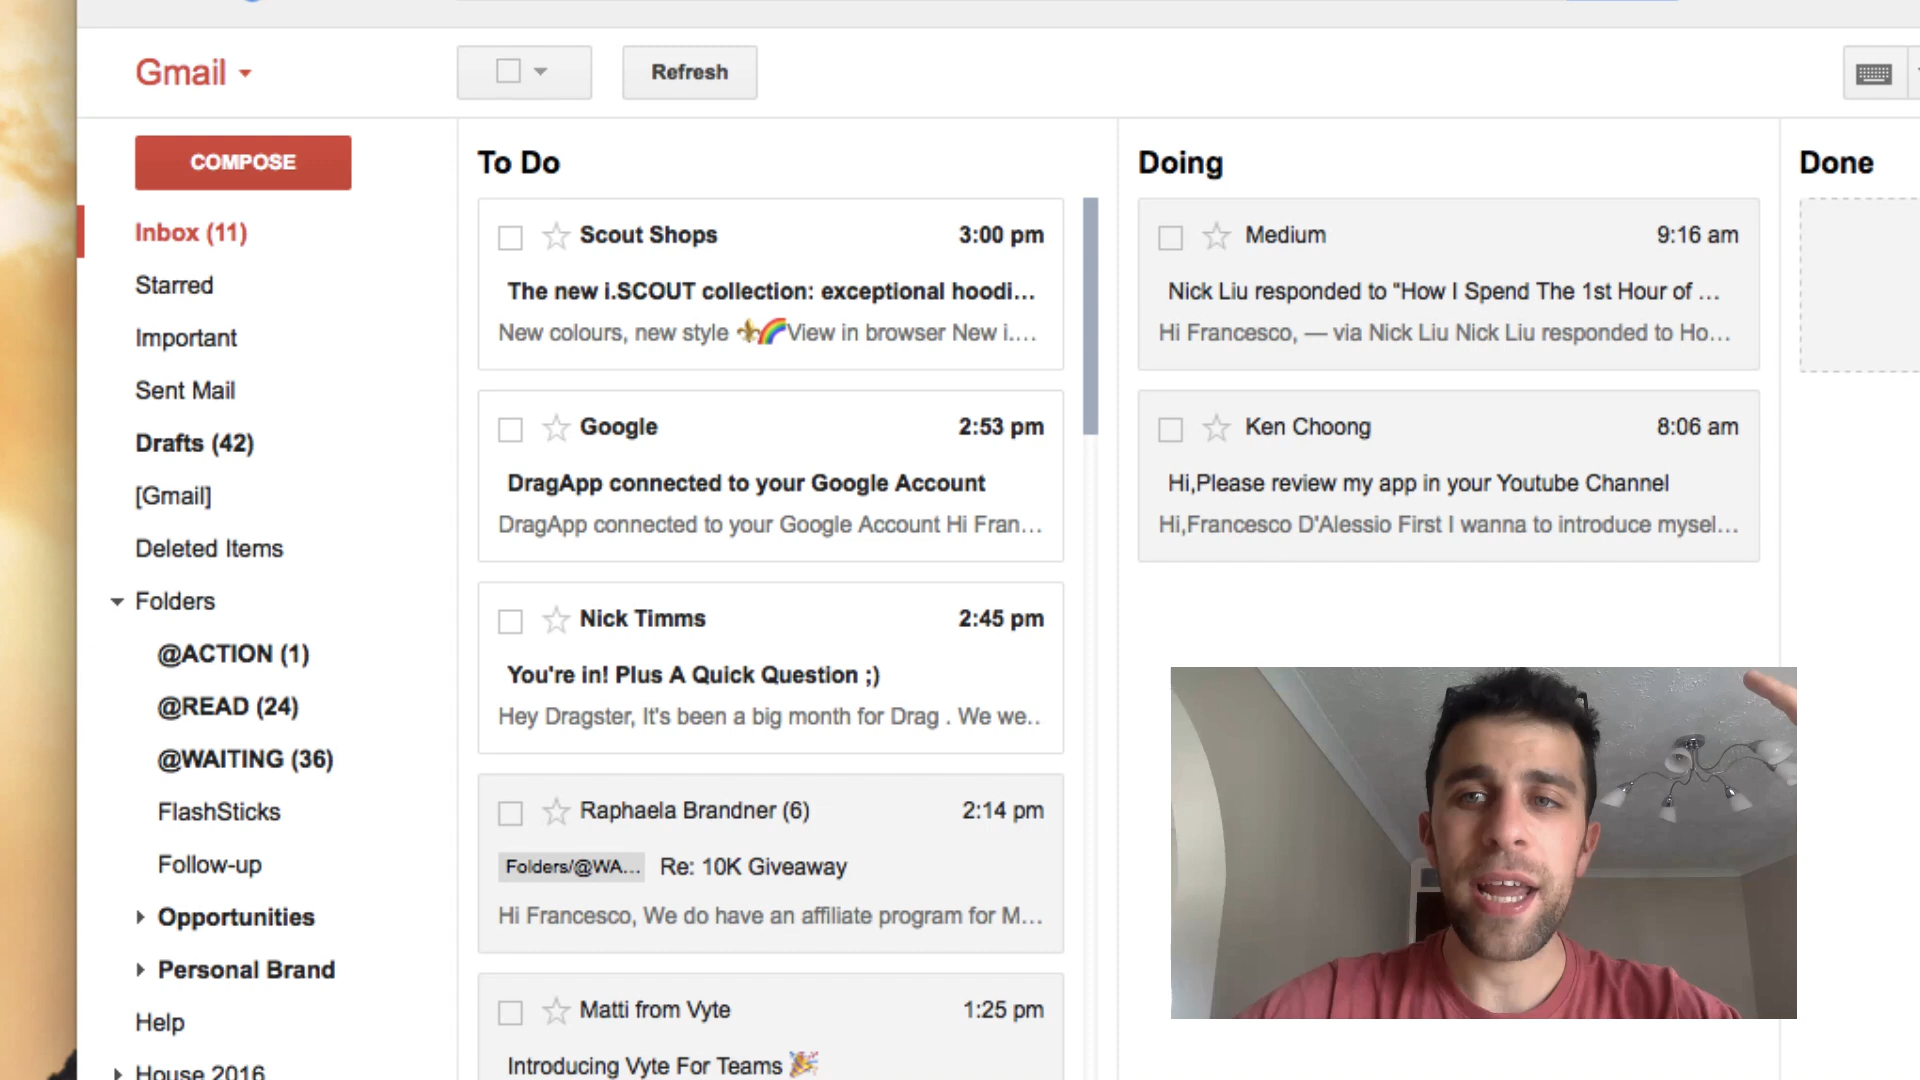 Gmail
Refresh
COMPOSE
Inbox (11)
Starred
Important
Sent Mail
Drafts (42)
[Gmail]
Deleted Items
Folders
@ACTION (1)
@READ (24)
@WAITING (36)
FlashSticks
Follow-up
Opportunities
Personal Brand
Help
House 2016
To Do
Scout Shops 3:00 pm
The new i.SCOUT collection: exceptional hoodi...
New colours, new style ⚜️🌈View in browser New i....
Google 2:53 pm
DragApp connected to your Google Account
DragApp connected to your Google Account Hi Fran...
Nick Timms 2:45 pm
You're in! Plus A Quick Question ;)
Hey Dragster, It's been a big month for Drag . We we..
Raphaela Brandner (6) 2:14 pm
Folders/@WA... Re: 10K Giveaway
Hi Francesco, We do have an affiliate program for M...
Matti from Vyte 1:25 pm
Introducing Vyte For Teams 🎉
Doing
Medium 9:16 am
Nick Liu responded to "How I Spend The 1st Hour of ...
Hi Francesco, — via Nick Liu Nick Liu responded to Ho...
Ken Choong 8:06 am
Hi,Please review my app in your Youtube Channel
Hi,Francesco D'Alessio First I wanna to introduce mysel...
Done